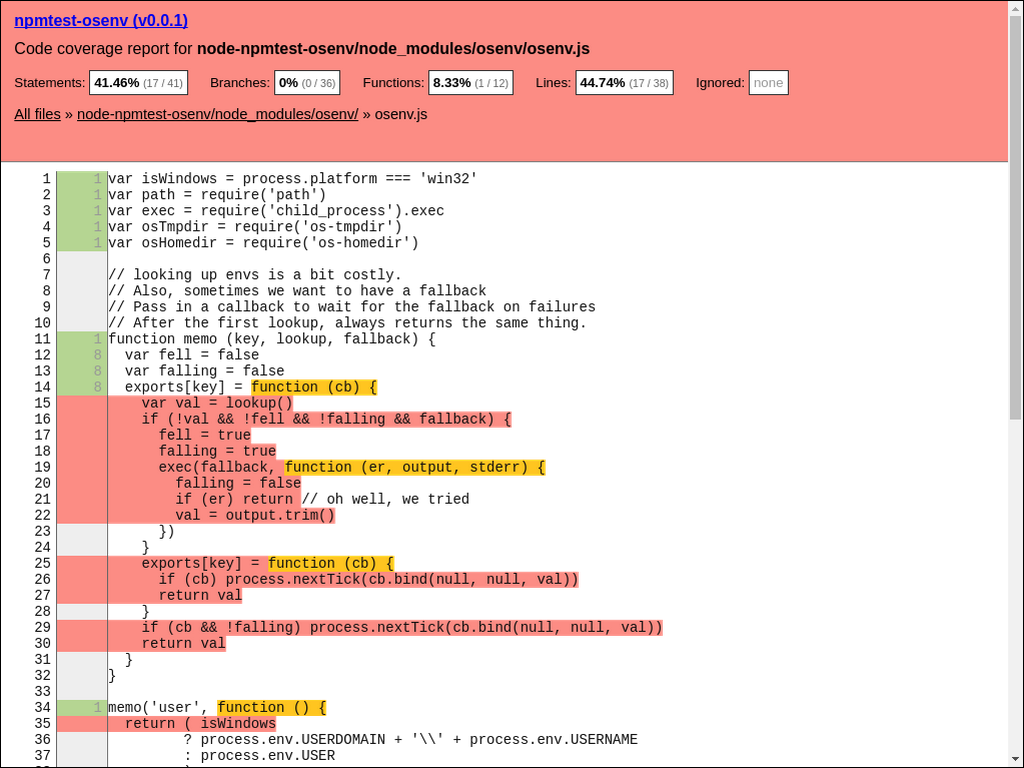 npmtest-osenv (v0.0.1)
Code coverage report for node-npmtest-osenv/node_modules/osenv/osenv.js
Statements: 41.46% (17 / 41) Branches: 0% (0 / 36) Functions: 8.33% (1 / 12) Lines: 44.74% (17 / 38) Ignored: none
All files » node-npmtest-osenv/node_modules/osenv/ » osenv.js
1 1 var isWindows = process.platform === 'win32'
2 1 var path = require('path')
3 1 var exec = require('child_process').exec
4 1 var osTmpdir = require('os-tmpdir')
5 1 var osHomedir = require('os-homedir')
6
7 // looking up envs is a bit costly.
8 // Also, sometimes we want to have a fallback
9 // Pass in a callback to wait for the fallback on failures
10 // After the first lookup, always returns the same thing.
11 1 function memo (key, lookup, fallback) {
12 8   var fell = false
13 8   var falling = false
14 8   exports[key] = function (cb) {
15     var val = lookup()
16     if (!val && !fell && !falling && fallback) {
17       fell = true
18       falling = true
19       exec(fallback, function (er, output, stderr) {
20         falling = false
21         if (er) return // oh well, we tried
22         val = output.trim()
23       })
24     }
25     exports[key] = function (cb) {
26       if (cb) process.nextTick(cb.bind(null, null, val))
27       return val
28     }
29     if (cb && !falling) process.nextTick(cb.bind(null, null, val))
30     return val
31   }
32 }
33
34 1 memo('user', function () {
35   return ( isWindows
36          ? process.env.USERDOMAIN + '\\' + process.env.USERNAME
37          : process.env.USER